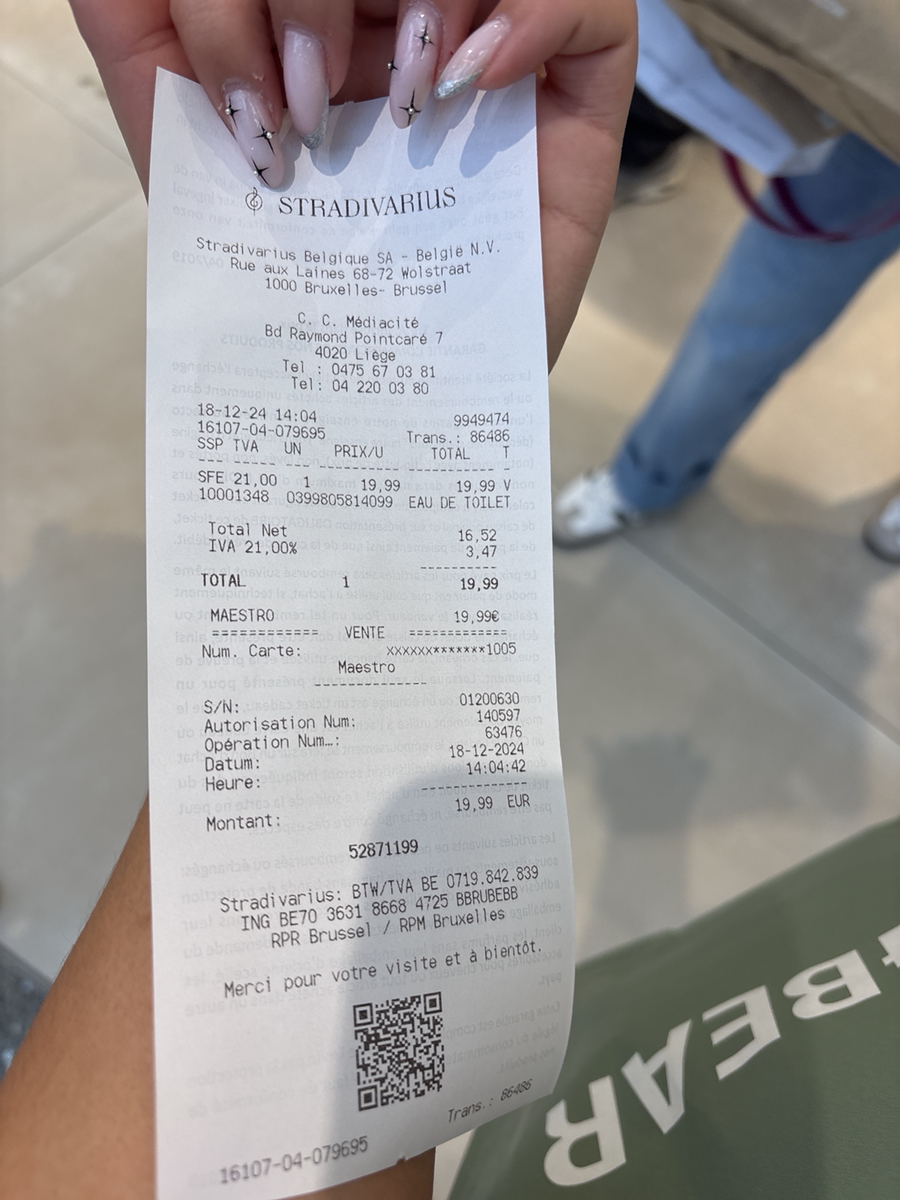 STRADIVARIUS
Stradivarius Belgique SA - België N.V.
Rue aux Laines 68-72 Wolstraat
1000 Bruxelles- Brussel
C. C. Médiacité
Bd Raymond Pointcaré 7
4020 Liège
Tel : 0475 67 03 81
Tel: 04 220 03 80
18-12-24 14:04 9949474
16107-04-079695 Trans.: 86486
SSP TVA UN PRIX/U TOTAL T
SFE 21,00 1 19,99 19,99 V
10001348 0399805814099 EAU DE TOILET
Total Net 16,52
IVA 21,00% 3,47
TOTAL 1 19,99
MAESTRO 19,99€
============ VENTE ============
Num. Carte: xxxxxx*******1005
Maestro
S/N: 01200630
Autorisation Num: 140597
Opération Num…: 63476
Datum: 18-12-2024
Heure: 14:04:42
Montant: 19,99 EUR
52871199
Stradivarius: BTW/TVA BE 0719.842.839
ING BE70 3631 8668 4725 BBRUBEBB
RPR Brussel / RPM Bruxelles
Merci pour votre visite et à bientôt.
Trans.: 86486
16107-04-079695
BEAR